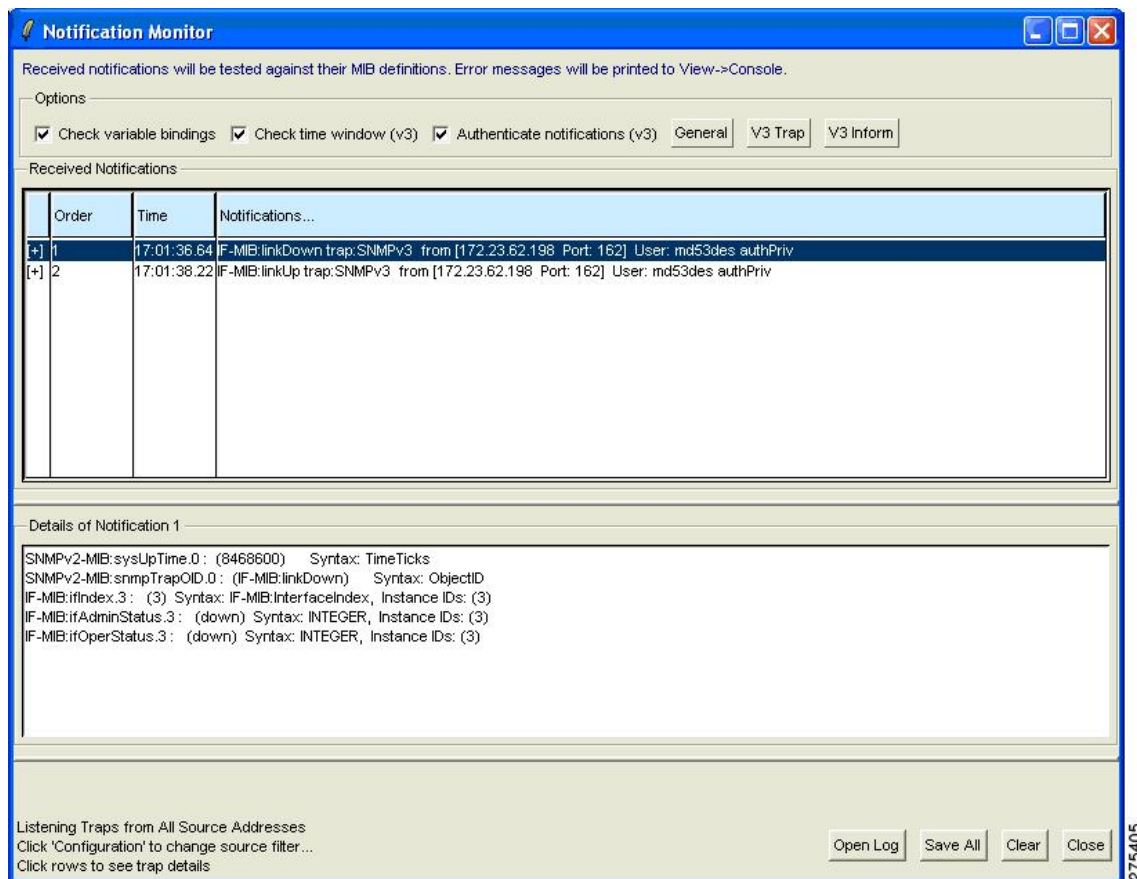 Notification Monitor
Received notifications will be tested against their MIB definitions. Error messages will be printed to View->Console.
Options
Check variable bindings Check time window (v3) Authenticate notifications (v3) General V3 Trap V3 Inform
Received Notifications
Order Time Notifications...
[+] 1 17:01:36.64 IF-MIB:linkDown trap:SNMPv3 from [172.23.62.198 Port: 162] User: md53des authPriv
[+] 2 17:01:38.22 IF-MIB:linkUp trap:SNMPv3 from [172.23.62.198 Port: 162] User: md53des authPriv
Details of Notification 1
SNMPv2-MIB:sysUpTime.0 : (8468600) Syntax: TimeTicks
SNMPv2-MIB:snmpTrapOID.0 : (IF-MIB:linkDown) Syntax: ObjectID
IF-MIB:ifIndex.3 : (3) Syntax: IF-MIB:InterfaceIndex, Instance IDs: (3)
IF-MIB:ifAdminStatus.3 : (down) Syntax: INTEGER, Instance IDs: (3)
IF-MIB:ifOperStatus.3 : (down) Syntax: INTEGER, Instance IDs: (3)
Listening Traps from All Source Addresses
Click 'Configuration' to change source filter...
Click rows to see trap details
Open Log Save All Clear Close
275405